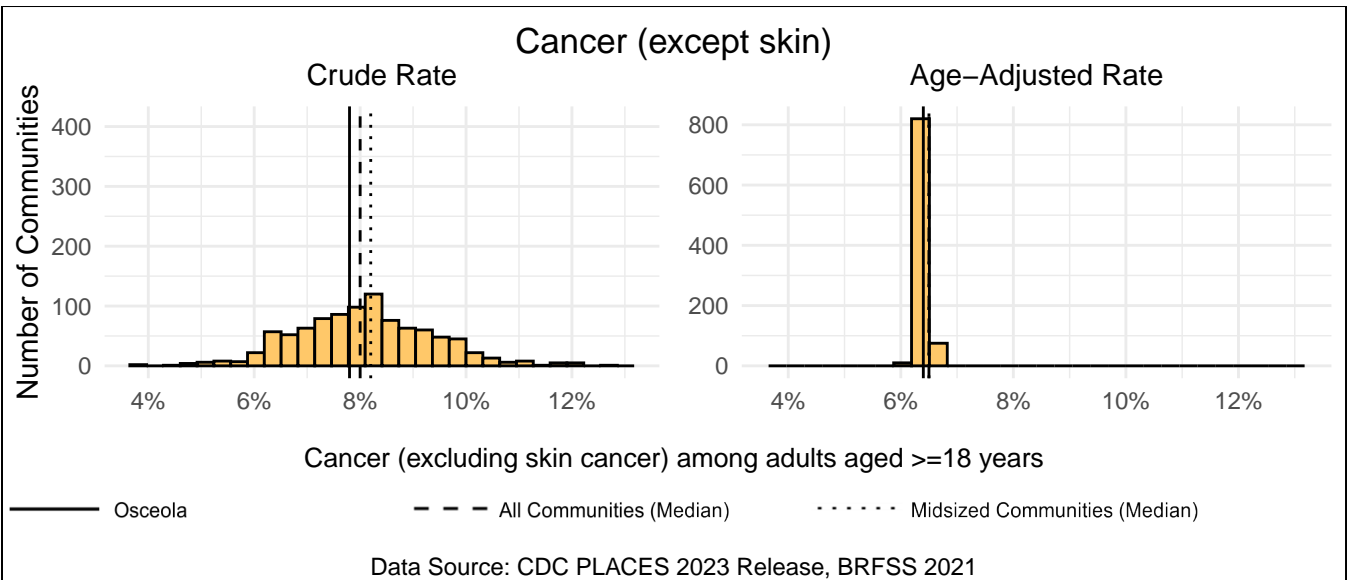 Cancer (except skin)
Crude Rate
Age−Adjusted Rate
Number of Communities
400
300
200
100
0
4%
6%
8%
10%
12%
800
600
400
200
0
4%
6%
8%
10%
12%
Cancer (excluding skin cancer) among adults aged >=18 years
Osceola
All Communities (Median)
Midsized Communities (Median)
Data Source: CDC PLACES 2023 Release, BRFSS 2021